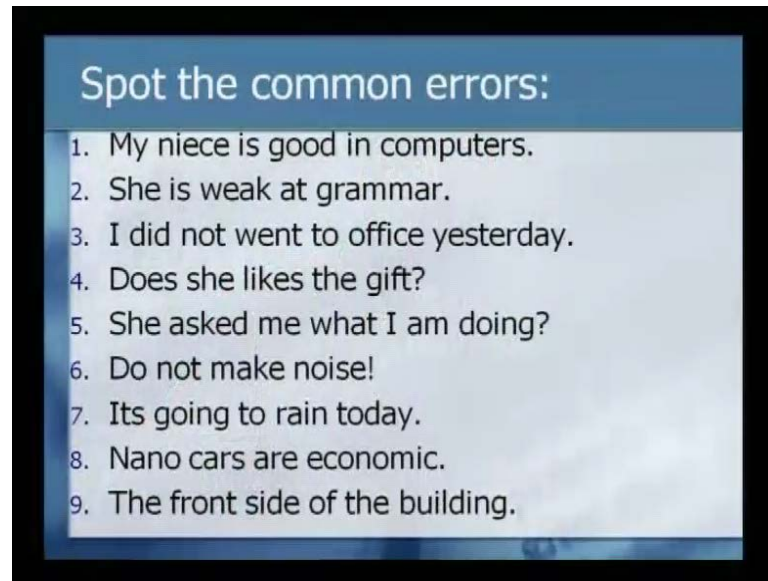 Spot the common errors:
1. My niece is good in computers.
2. She is weak at grammar.
3. I did not went to office yesterday.
4. Does she likes the gift?
5. She asked me what I am doing?
6. Do not make noise!
7. Its going to rain today.
8. Nano cars are economic.
9. The front side of the building.